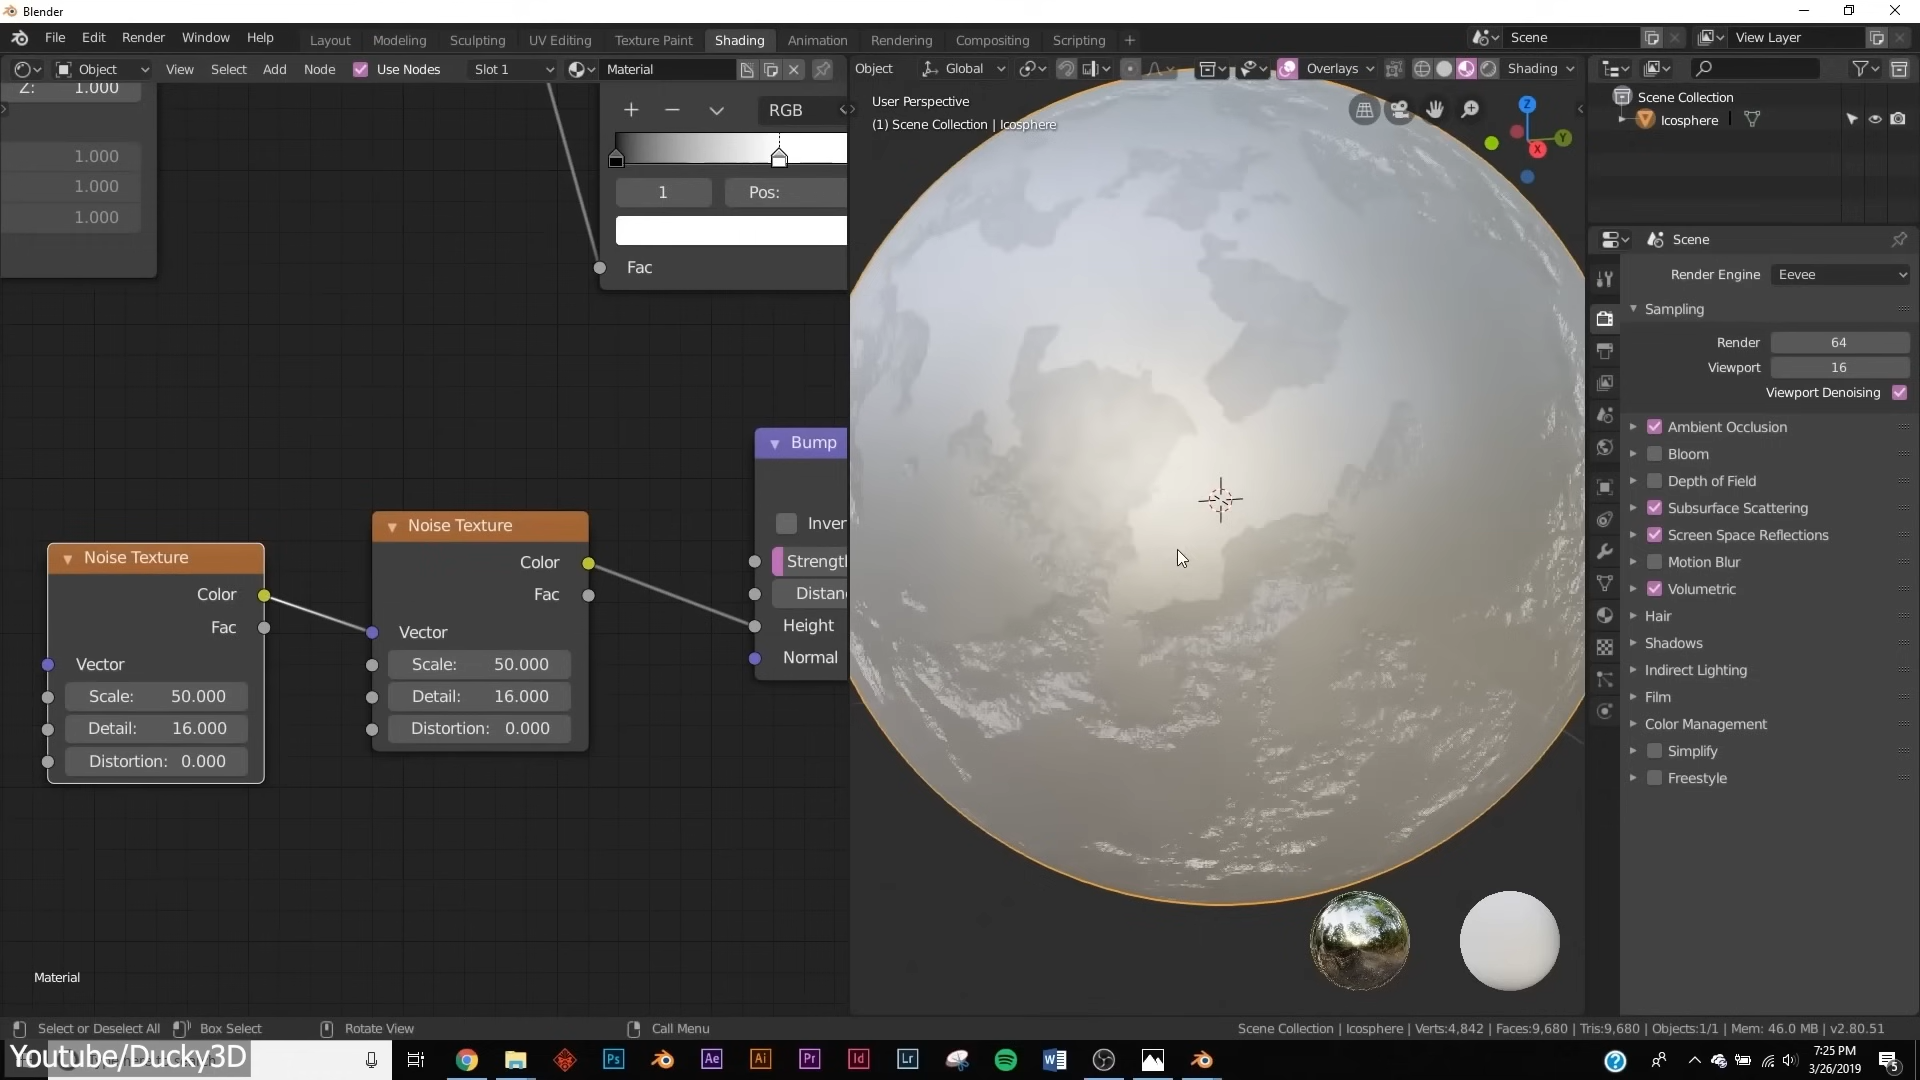 Blender
File Edit Render Window Help Layout Modeling Sculpting UV Editing Texture Paint Shading Animation Rendering Compositing Scripting + Scene View Layer
Object View Select Add Node Use Nodes Slot 1 Material
Object Global Overlays Shading
Z: 1.000
1.000
1.000
1.000
RGB
1 Pos:
Fac
User Perspective
(1) Scene Collection | Icosphere
Z
Y
X
Scene Collection
Icosphere
Scene
Render Engine Eevee
Sampling
Render 64
Viewport 16
Viewport Denoising
Ambient Occlusion
Bloom
Depth of Field
Subsurface Scattering
Screen Space Reflections
Motion Blur
Volumetric
Hair
Shadows
Indirect Lighting
Film
Color Management
Simplify
Freestyle
Noise Texture
Color
Fac
Vector
Scale: 50.000
Detail: 16.000
Distortion: 0.000
Noise Texture
Color
Fac
Vector
Scale: 50.000
Detail: 16.000
Distortion: 0.000
Bump
Inver
Strengtl
Distan
Height
Normal
Material
Select or Deselect All Box Select Rotate View Call Menu
Scene Collection | Icosphere | Verts:4,842 | Faces:9,680 | Tris:9,680 | Objects:1/1 | Mem: 46.0 MB | v2.80.51
Youtube/Ducky3D
Ps Ae Ai Pr Id Lr
7:25 PM
3/26/2019
5